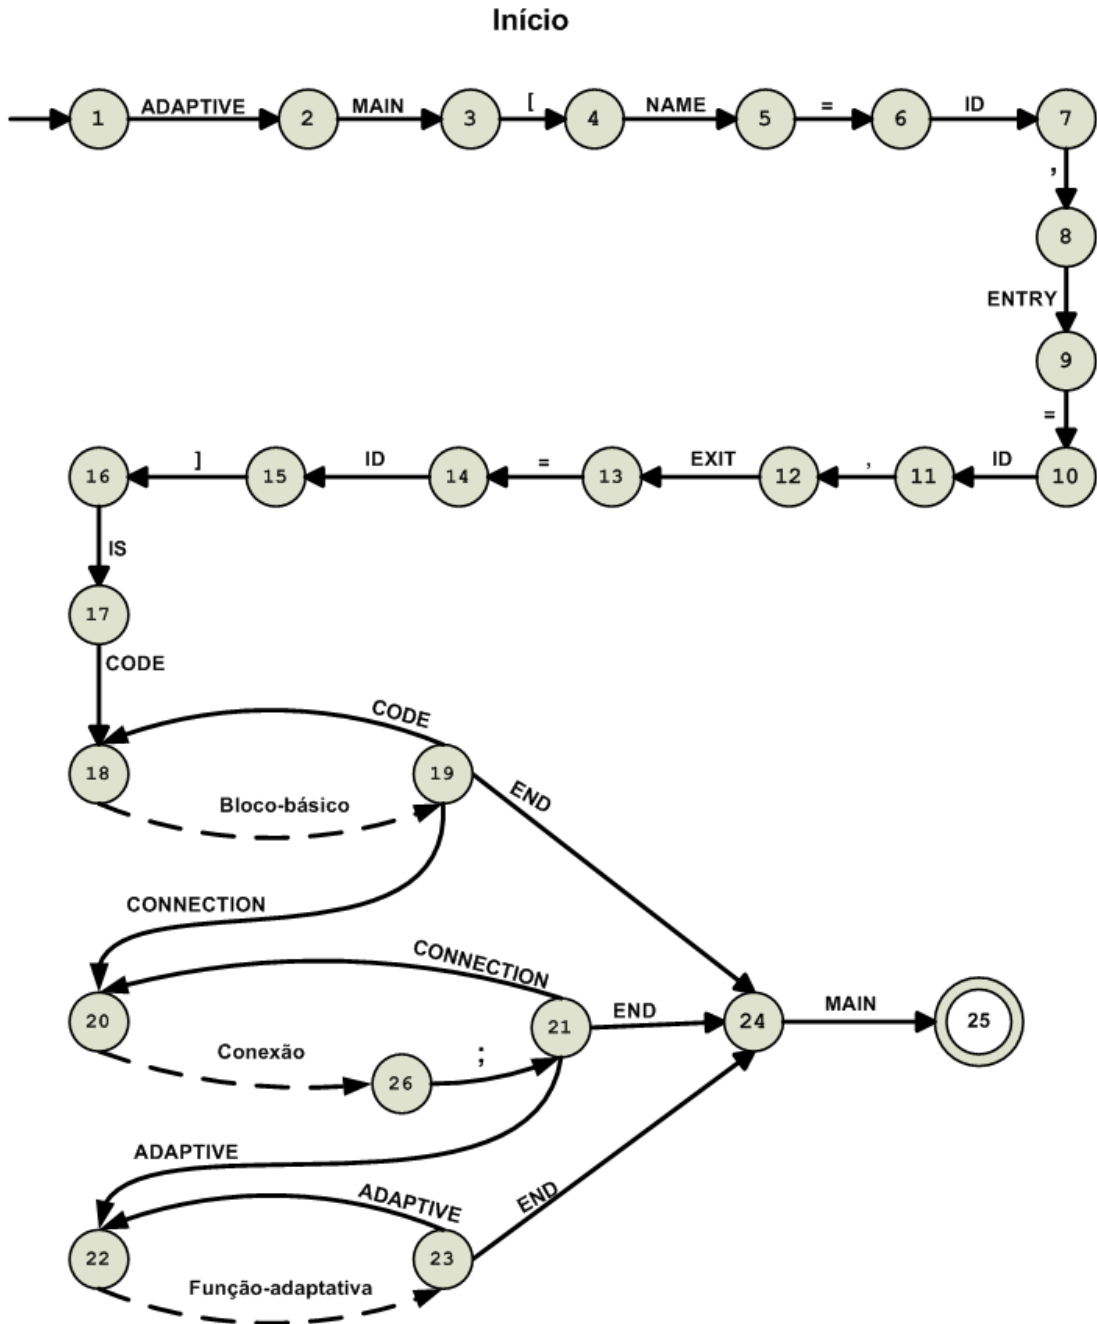 Início
1 ADAPTIVE 2 MAIN 3 [ 4 NAME 5 = 6 ID 7
,
8
ENTRY
9
=
16 ] 15 ID 14 = 13 EXIT 12 , 11 ID 10
IS
17
CODE
CODE
18 19
END
Bloco-básico
CONNECTION
CONNECTION
20 21 END 24 MAIN 25
Conexão ;
26
ADAPTIVE
ADAPTIVE END
22 23
Função-adaptativa